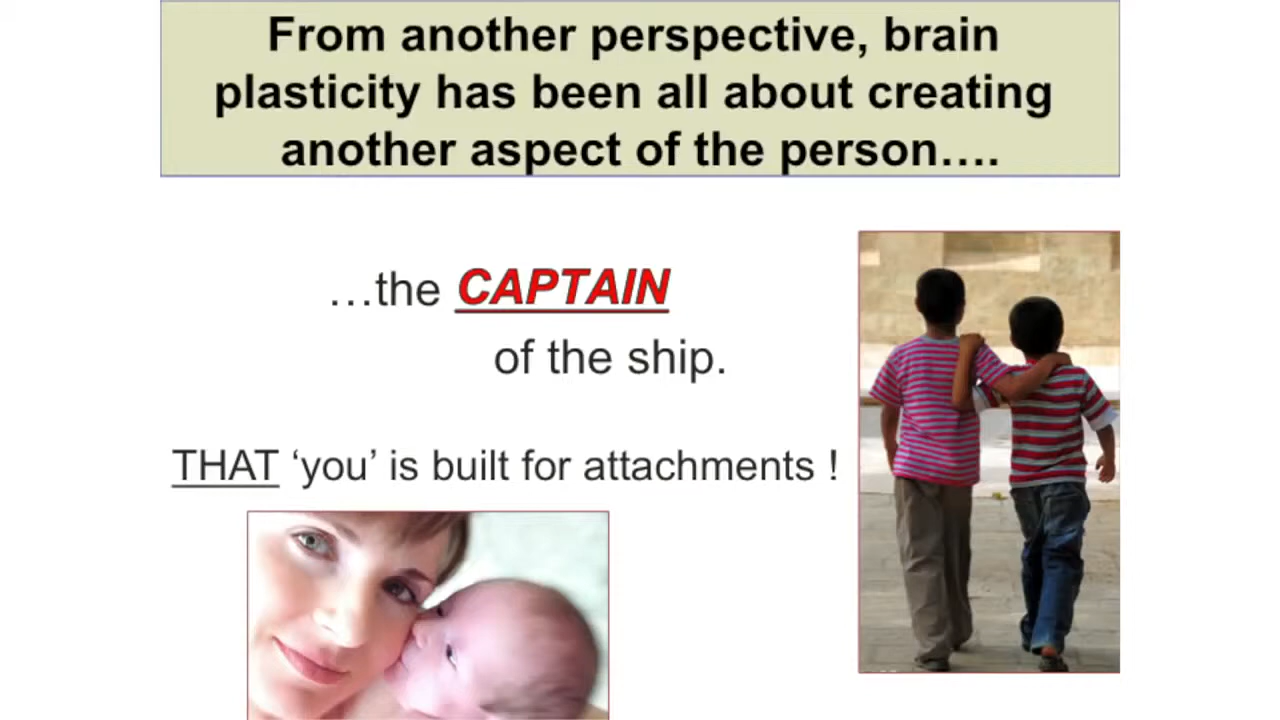 From another perspective, brain
plasticity has been all about creating
another aspect of the person….
…the CAPTAIN
of the ship.
THAT ‘you’ is built for attachments !